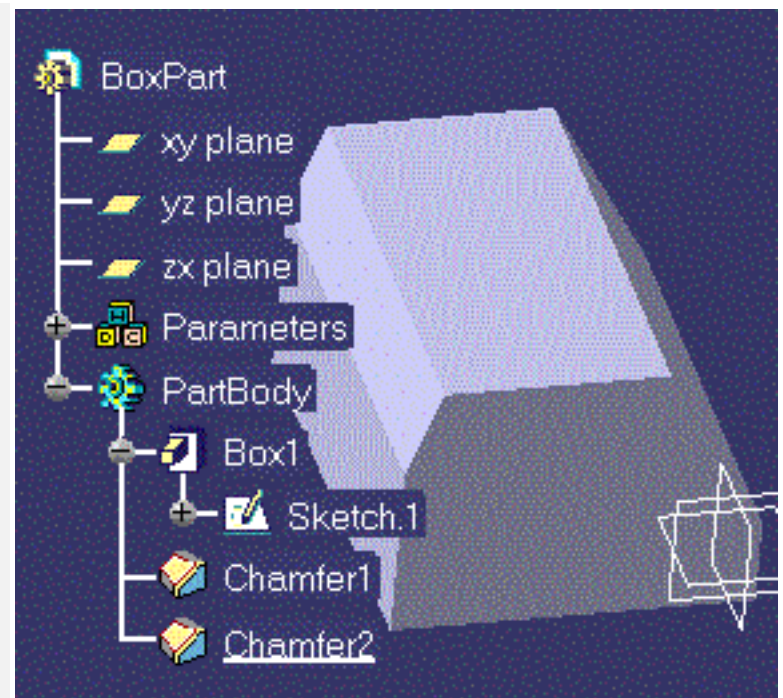 BoxPart
xy plane
yz plane
zx plane
Parameters
PartBody
Box1
Sketch.1
Chamfer1
Chamfer2